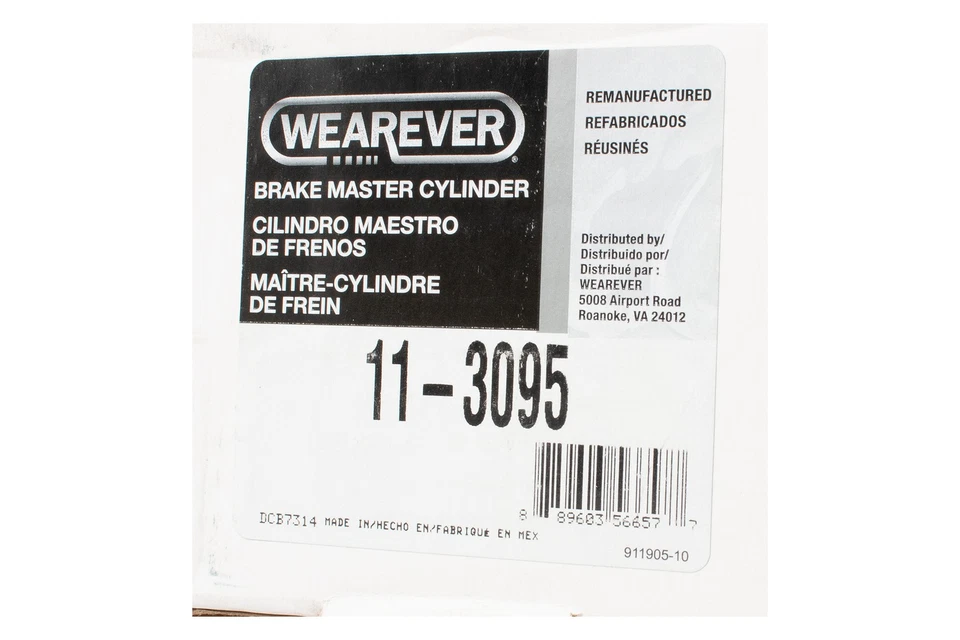 WEAREVER®
BRAKE MASTER CYLINDER
CILINDRO MAESTRO
DE FRENOS
MAÎTRE-CYLINDRE
DE FREIN
REMANUFACTURED
REFABRICADOS
RÉUSINÉS
Distributed by/
Distribuido por/
Distribué par :
WEAREVER
5008 Airport Road
Roanoke, VA 24012
11-3095
8 89603 56657 7
DCB7314 MADE IN/HECHO EN/FABRIQUÉ EN MEX
911905-10